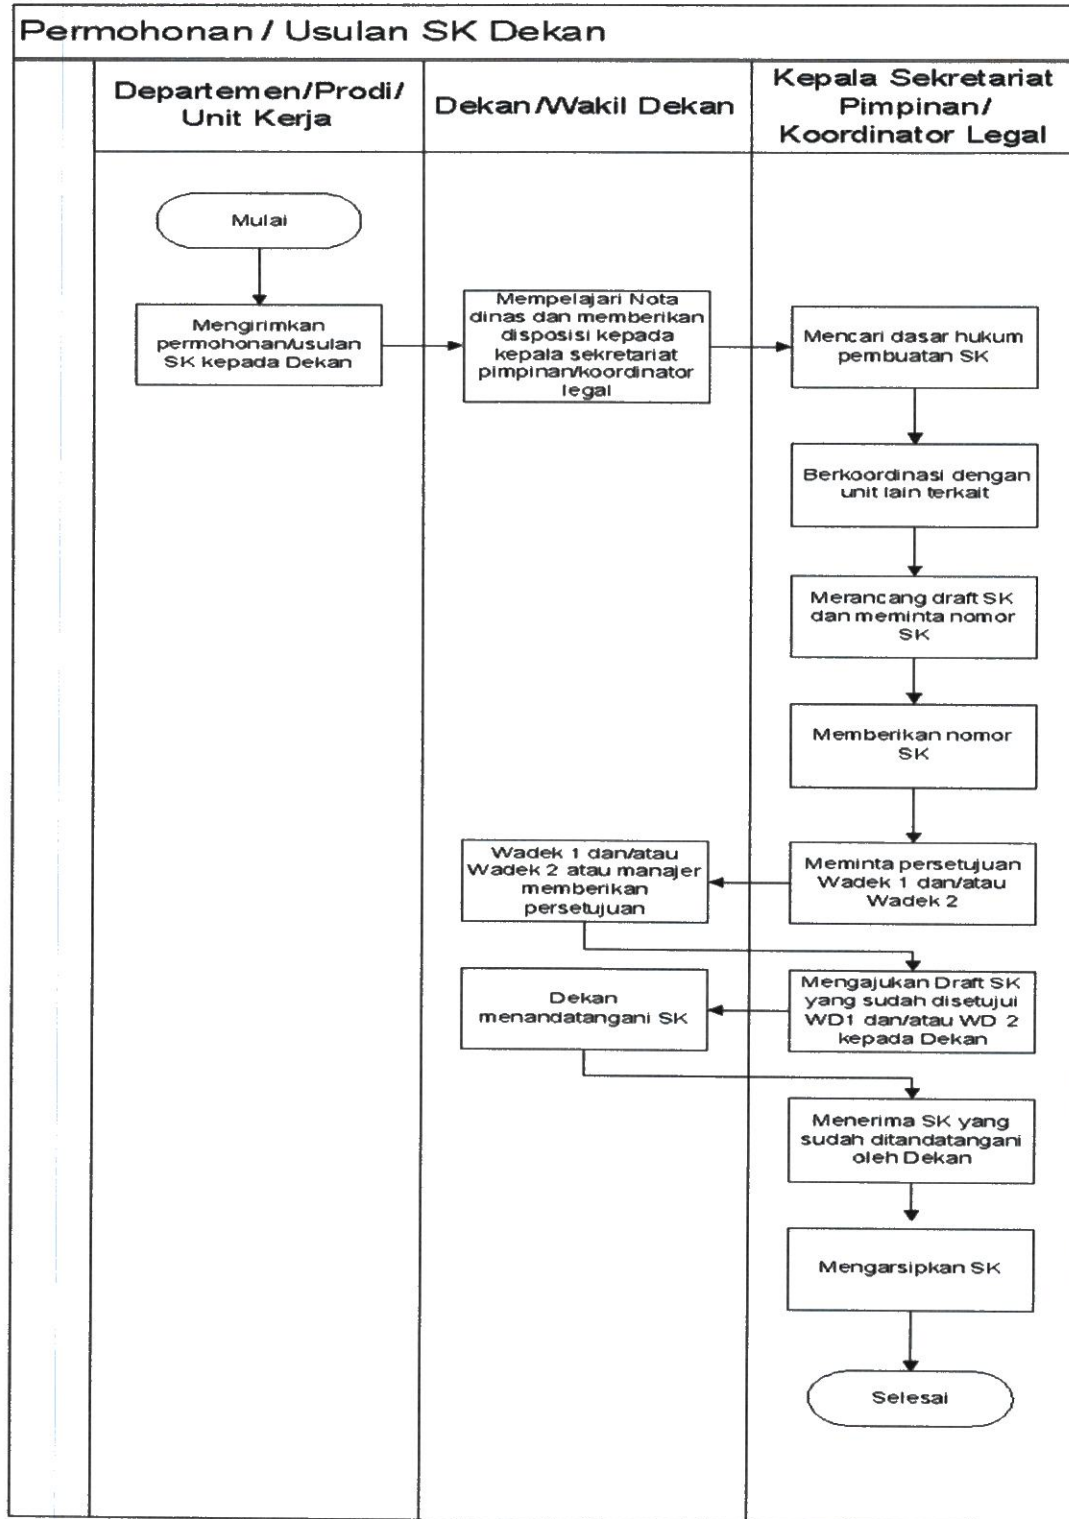 Permohonan / Usulan SK Dekan
Departemen/Prodi/
Unit Kerja
Dekan/Wakil Dekan
Kepala Sekretariat
Pimpinan/
Koordinator Legal
Mulai
Mengirimkan
permohonan/usulan
SK kepada Dekan
Mempelajari Nota
dinas dan memberikan
disposisi kepada
kepala sekretariat
pimpinan/koordinator
legal
Mencari dasar hukum
pembuatan SK
Berkoordinasi dengan
unit lain terkait
Merancang draft SK
dan meminta nomor
SK
Memberikan nomor
SK
Meminta persetujuan
Wadek 1 dan/atau
Wadek 2
Wadek 1 dan/atau
Wadek 2 atau manajer
memberikan
persetujuan
Mengajukan Draft SK
yang sudah disetujui
WD1 dan/atau WD 2
kepada Dekan
Dekan
menandatangani SK
Menerima SK yang
sudah ditandatangani
oleh Dekan
Mengarsipkan SK
Selesai